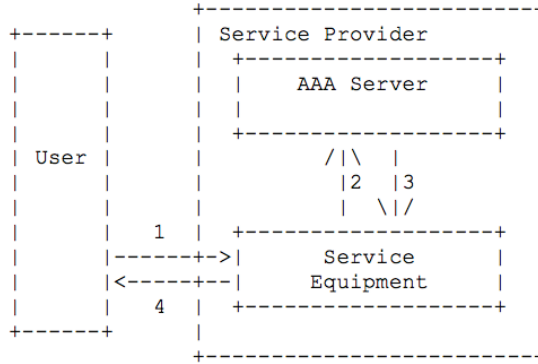 Service Provider
AAA Server
User
2 3
1
Service
Equipment
4